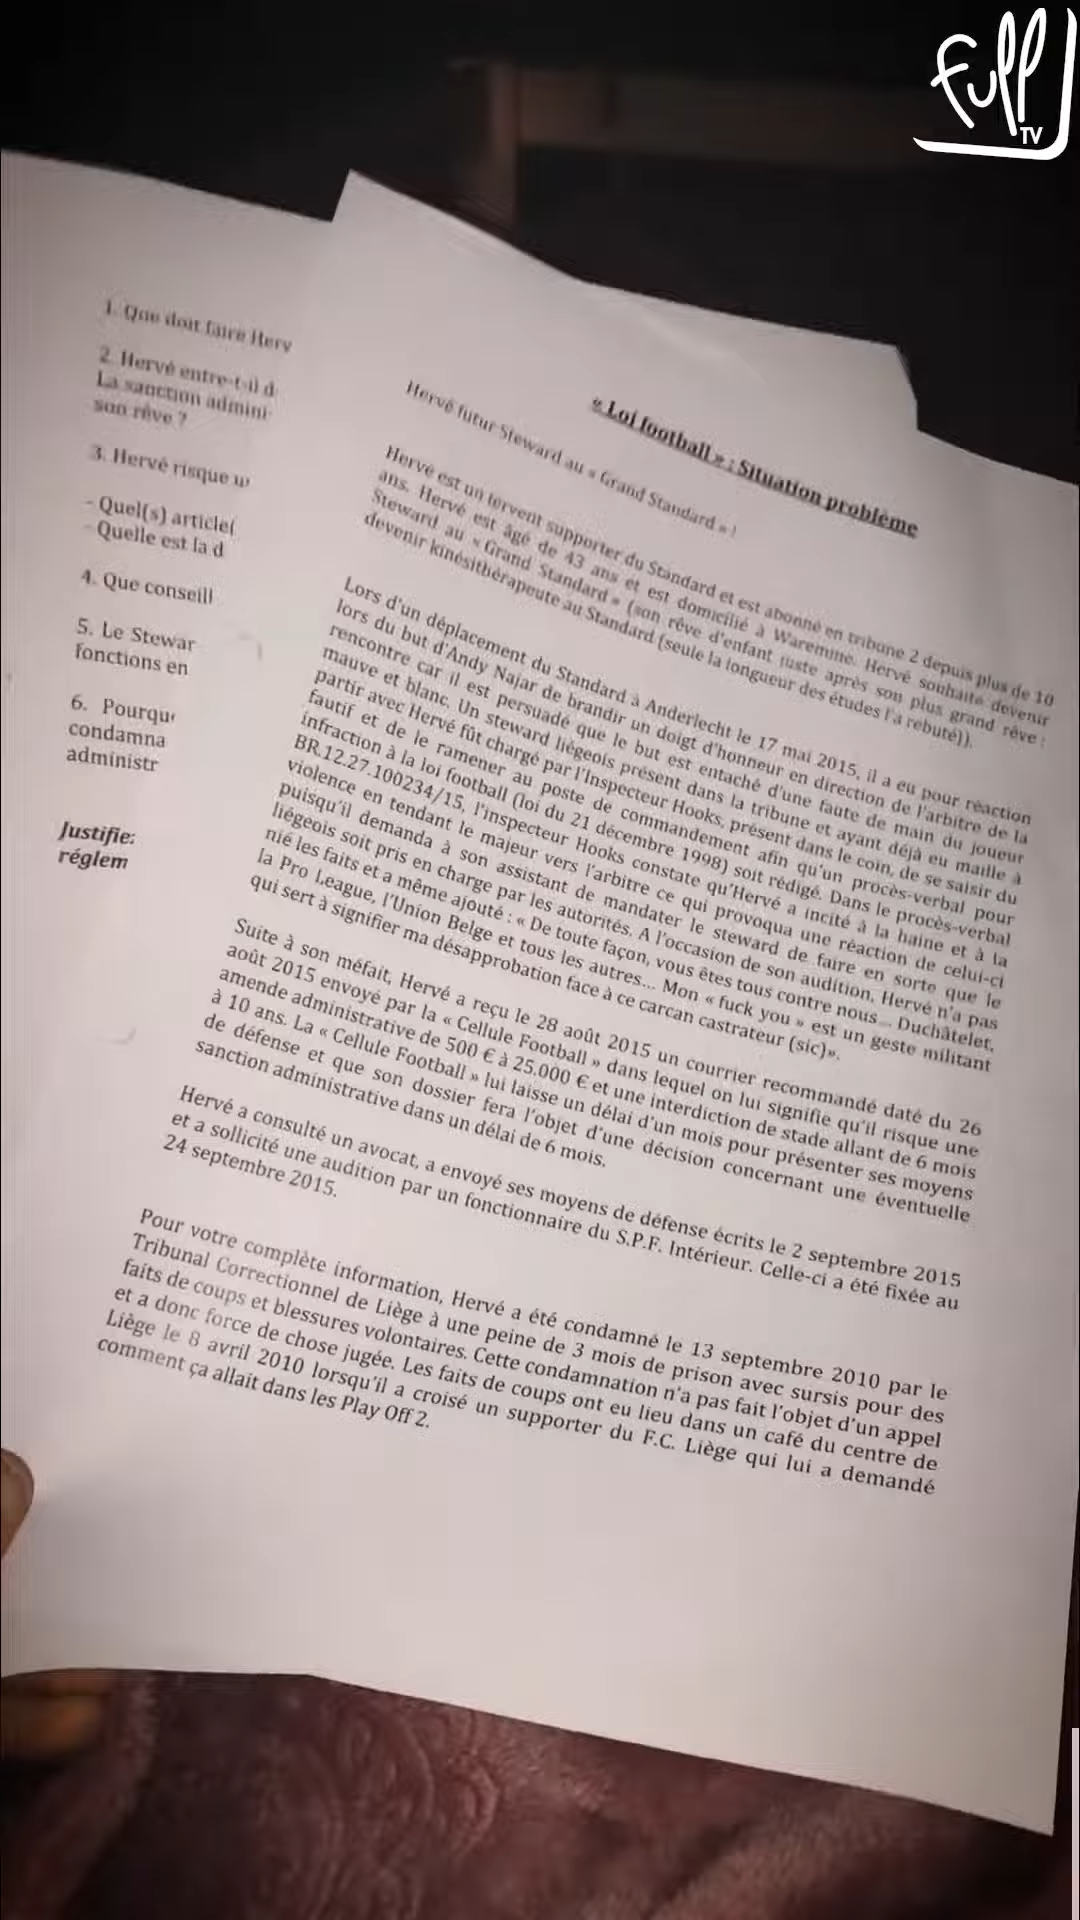 Full
TV
1. Que doit faire Herv
2. Hervé entre-t-il d
La sanction admini
son rêve ?
3. Hervé risque u
- Quel(s) article(
- Quelle est la d
4. Que conseill
5. Le Stewar
fonctions en
6. Pourqu
condamna
administr
Justifie:
réglem
« Loi football » : Situation problème
Hervé futur Steward au « Grand Standard » !
Hervé est un fervent supporter du Standard et est abonné en tribune 2 depuis plus de 10
ans. Hervé est âgé de 43 ans et est domicilié à Waremme. Hervé souhaite devenir
Steward au « Grand Standard » (son rêve d'enfant juste après son plus grand rêve :
devenir kinésithérapeute au Standard (seule la longueur des études l'a rebuté)).
Lors d'un déplacement du Standard à Anderlecht le 17 mai 2015, il a eu pour réaction
lors du but d'Andy Najar de brandir un doigt d'honneur en direction de l'arbitre de la
rencontre car il est persuadé que le but est entaché d'une faute de main du joueur
mauve et blanc. Un steward liégeois présent dans la tribune et ayant déjà eu maille à
partir avec Hervé fût chargé par l'Inspecteur Hooks, présent dans le coin, de se saisir du
fautif et de le ramener au poste de commandement afin qu'un procès-verbal pour
infraction à la loi football (loi du 21 décembre 1998) soit rédigé. Dans le procès-verbal
BR.12.27.100234/15, l'inspecteur Hooks constate qu'Hervé a incité à la haine et à la
violence en tendant le majeur vers l'arbitre ce qui provoqua une réaction de celui-ci
puisqu'il demanda à son assistant de mandater le steward de faire en sorte que le
liégeois soit pris en charge par les autorités. A l'occasion de son audition, Hervé n'a pas
nié les faits et a même ajouté : « De toute façon, vous êtes tous contre nous... Duchâtelet,
la Pro League, l'Union Belge et tous les autres... Mon « fuck you » est un geste militant
qui sert à signifier ma désapprobation face à ce carcan castrateur (sic)».
Suite à son méfait, Hervé a reçu le 28 août 2015 un courrier recommandé daté du 26
août 2015 envoyé par la « Cellule Football » dans lequel on lui signifie qu'il risque une
amende administrative de 500 € à 25.000 € et une interdiction de stade allant de 6 mois
à 10 ans. La « Cellule Football » lui laisse un délai d'un mois pour présenter ses moyens
de défense et que son dossier fera l'objet d'une décision concernant une éventuelle
sanction administrative dans un délai de 6 mois.
Hervé a consulté un avocat, a envoyé ses moyens de défense écrits le 2 septembre 2015
et a sollicité une audition par un fonctionnaire du S.P.F. Intérieur. Celle-ci a été fixée au
24 septembre 2015.
Pour votre complète information, Hervé a été condamné le 13 septembre 2010 par le
Tribunal Correctionnel de Liège à une peine de 3 mois de prison avec sursis pour des
faits de coups et blessures volontaires. Cette condamnation n'a pas fait l'objet d'un appel
et a donc force de chose jugée. Les faits de coups ont eu lieu dans un café du centre de
Liège le 8 avril 2010 lorsqu'il a croisé un supporter du F.C. Liège qui lui a demandé
comment ça allait dans les Play Off 2.